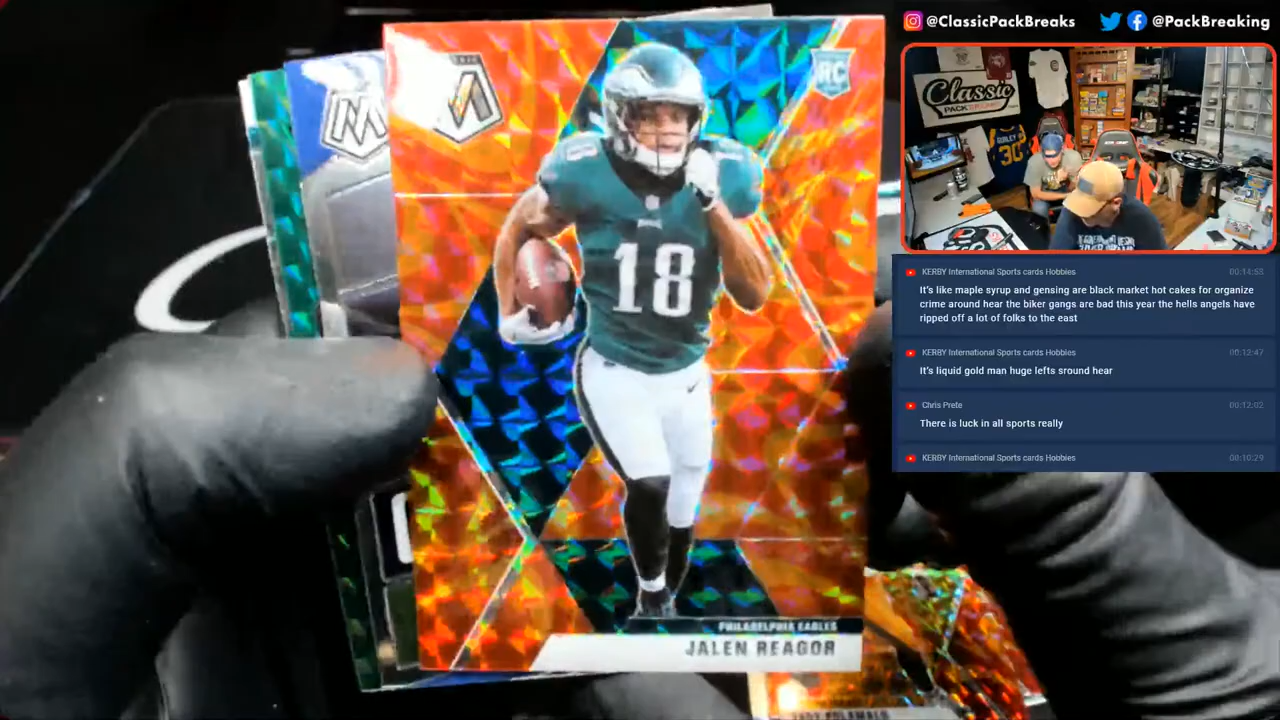 @ClassicPackBreaks
@PackBreaking
RC
18
18
PHILADELPHIA EAGLES
JALEN REAGOR
Classic
30
KERBY International Sports cards Hobbies 00:14:55
It's like maple syrup and gensing are black market hot cakes for organize
crime around hear the biker gangs are bad this year the hells angels have
ripped off a lot of folks to the east
KERBY International Sports cards Hobbies 00:12:47
It's liquid gold man huge lefts sround hear
Chris Prete 00:12:02
There is luck in all sports really
KERBY International Sports cards Hobbies 00:10:29